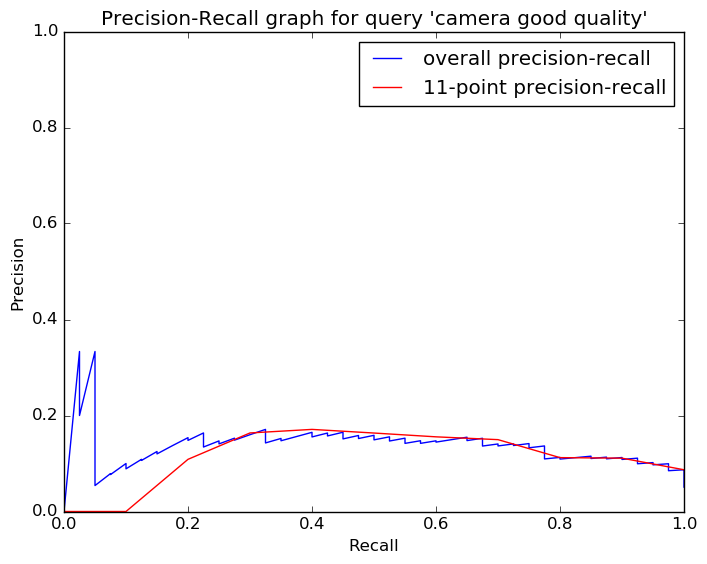 Precision-Recall graph for query 'camera good quality'
overall precision-recall
11-point precision-recall
1.0
0.8
0.6
0.4
0.2
0.0
Precision
0.0 0.2 0.4 0.6 0.8 1.0
Recall